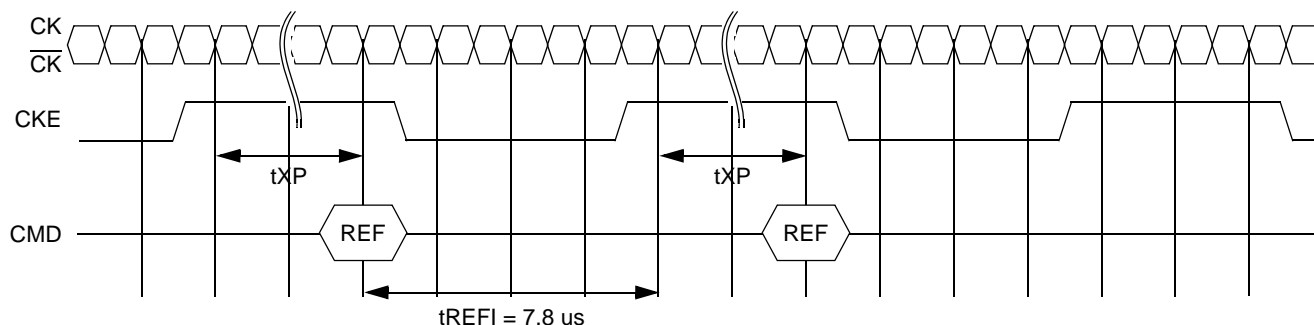 CK
CK
CKE
tXP
tXP
CMD
REF
REF
tREFI = 7.8 us